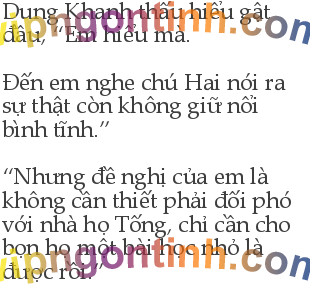 Dung Khanh thấu hiểu gật
đầu, “Em hiểu mà.
Đến em nghe chú Hai nói ra
sự thật còn không giữ nổi
bình tĩnh.”
“Nhưng đề nghị của em là
không cần thiết phải đối phó
với nhà họ Tống, chỉ cần cho
bọn họ một bài học nhỏ là
được rồi.”
vipngontinh.com
vipngontinh.com